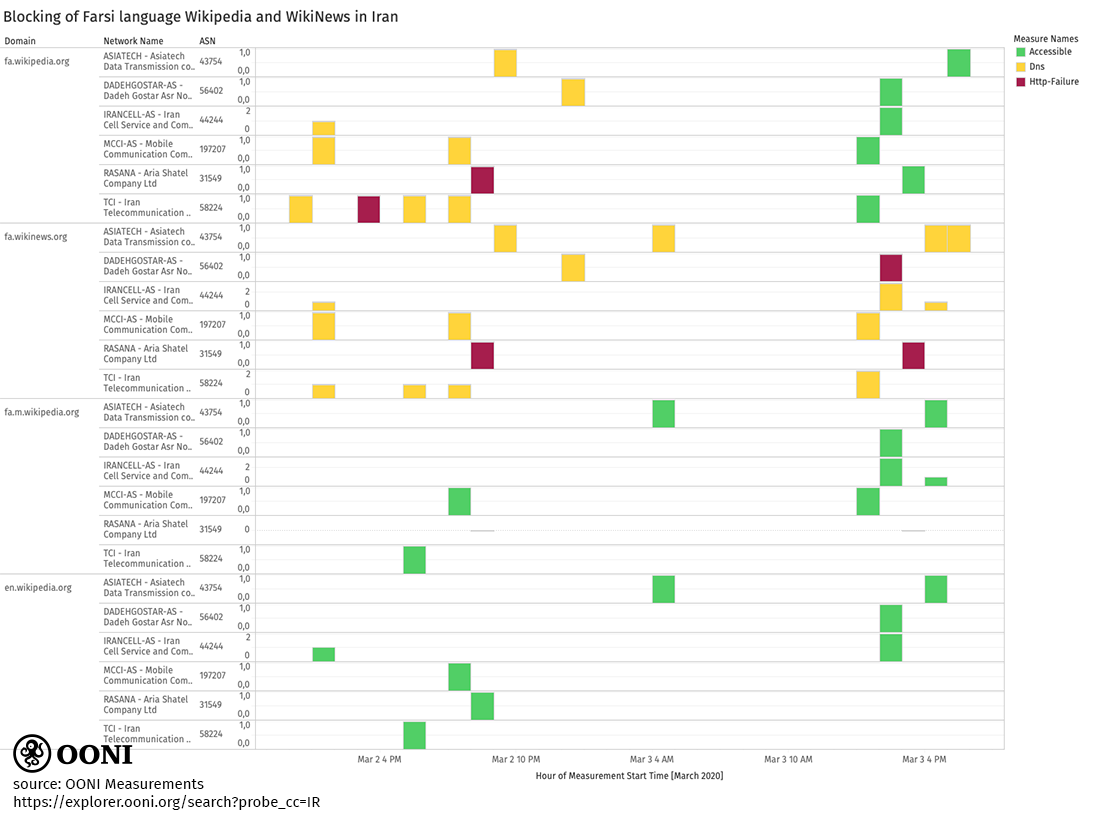 Blocking of Farsi language Wikipedia and WikiNews in Iran
Domain Network Name ASN
Measure Names
Accessible
Dns
Http-Failure
fa.wikipedia.org
ASIATECH - Asiatech
Data Transmission co.. 43754 1,0 0,0
DADEHGOSTAR-AS -
Dadeh Gostar Asr No.. 56402 1,0 0,0
IRANCELL-AS - Iran
Cell Service and Com.. 44244 2 0
MCCI-AS - Mobile
Communication Com.. 197207 1,0 0,0
RASANA - Aria Shatel
Company Ltd 31549 1,0 0,0
TCI - Iran
Telecommunication .. 58224 1,0 0,0
fa.wikinews.org
ASIATECH - Asiatech
Data Transmission co.. 43754 1,0 0,0
DADEHGOSTAR-AS -
Dadeh Gostar Asr No.. 56402 1,0 0,0
IRANCELL-AS - Iran
Cell Service and Com.. 44244 2 0
MCCI-AS - Mobile
Communication Com.. 197207 1,0 0,0
RASANA - Aria Shatel
Company Ltd 31549 1,0 0,0
TCI - Iran
Telecommunication .. 58224 2 0
fa.m.wikipedia.org
ASIATECH - Asiatech
Data Transmission co.. 43754 1,0 0,0
DADEHGOSTAR-AS -
Dadeh Gostar Asr No.. 56402 1,0 0,0
IRANCELL-AS - Iran
Cell Service and Com.. 44244 2 0
MCCI-AS - Mobile
Communication Com.. 197207 1,0 0,0
RASANA - Aria Shatel
Company Ltd 31549 0
TCI - Iran
Telecommunication .. 58224 1,0 0,0
en.wikipedia.org
ASIATECH - Asiatech
Data Transmission co.. 43754 1,0 0,0
DADEHGOSTAR-AS -
Dadeh Gostar Asr No.. 56402 1,0 0,0
IRANCELL-AS - Iran
Cell Service and Com.. 44244 2 0
MCCI-AS - Mobile
Communication Com.. 197207 1,0 0,0
RASANA - Aria Shatel
Company Ltd 31549 1,0 0,0
TCI - Iran
Telecommunication .. 58224 1,0 0,0
Mar 2 4 PM Mar 2 10 PM Mar 3 4 AM Mar 3 10 AM Mar 3 4 PM
Hour of Measurement Start Time [March 2020]
OONI
source: OONI Measurements
https://explorer.ooni.org/search?probe_cc=IR